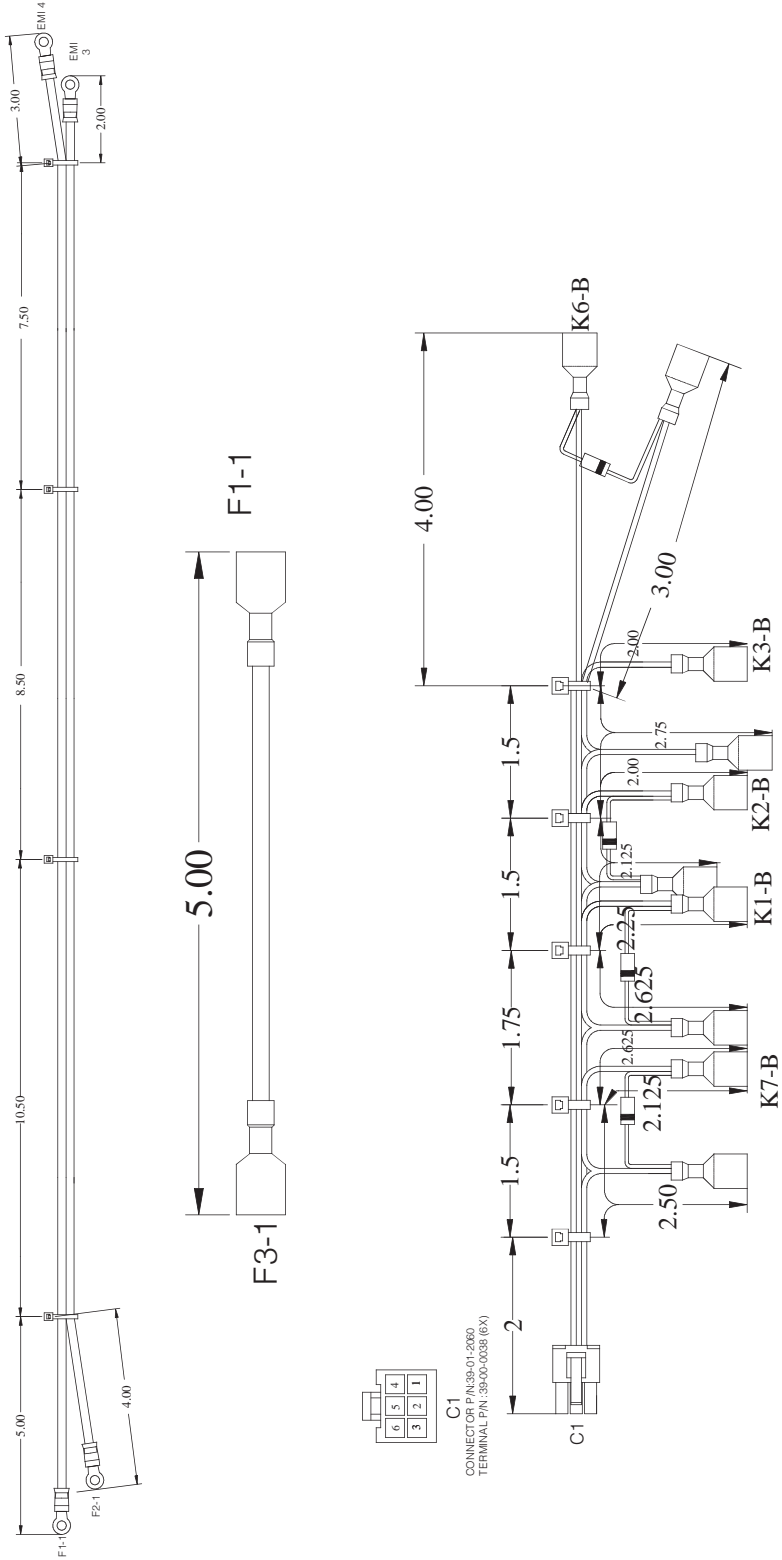 EMI 4
EMI
3
3.00
2.00
7.50
8.50
10.50
5.00
4.00
F1-1
F2-1
F1-1
5.00
F3-1
K6-B
4.00
3.00
1.5
1.5
1.75
1.5
2
2.00
K3-B
2.75
2.00
K2-B
2.125
2.25
K1-B
2.625
2.625
2.125
K7-B
2.50
6 5 4
3 2 1
C1
CONNECTOR P/N:39-01-2060
TERMINAL P/N : 39-00-0038 (6X)
C1